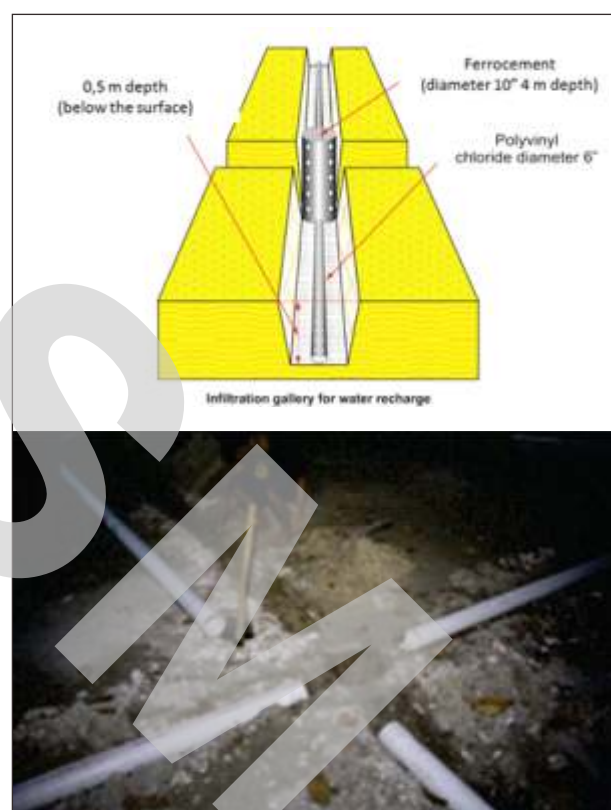 Ferrocement
(diameter 10" 4 m depth)
0,5 m depth
(below the surface)
Polyvinyl
chloride diameter 6"
Infiltration gallery for water recharge
SM